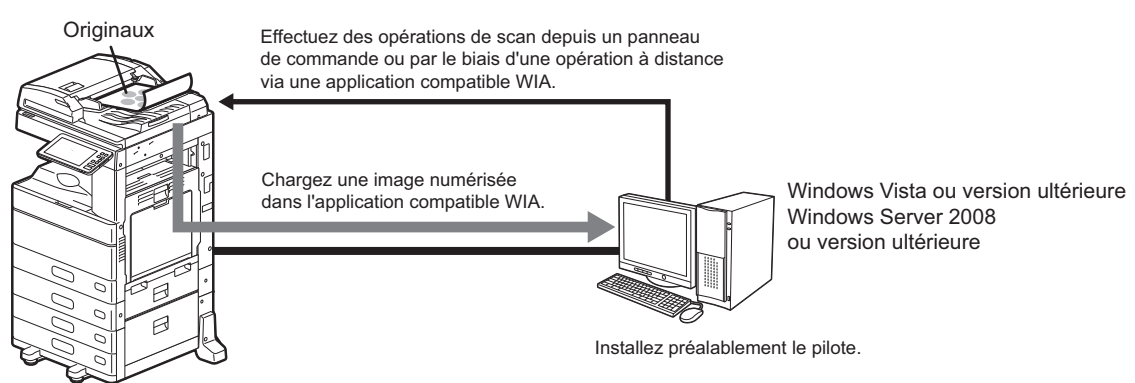 Originaux
Effectuez des opérations de scan depuis un panneau
de commande ou par le biais d'une opération à distance
via une application compatible WIA.
Chargez une image numérisée
dans l'application compatible WIA.
Windows Vista ou version ultérieure
Windows Server 2008
ou version ultérieure
Installez préalablement le pilote.